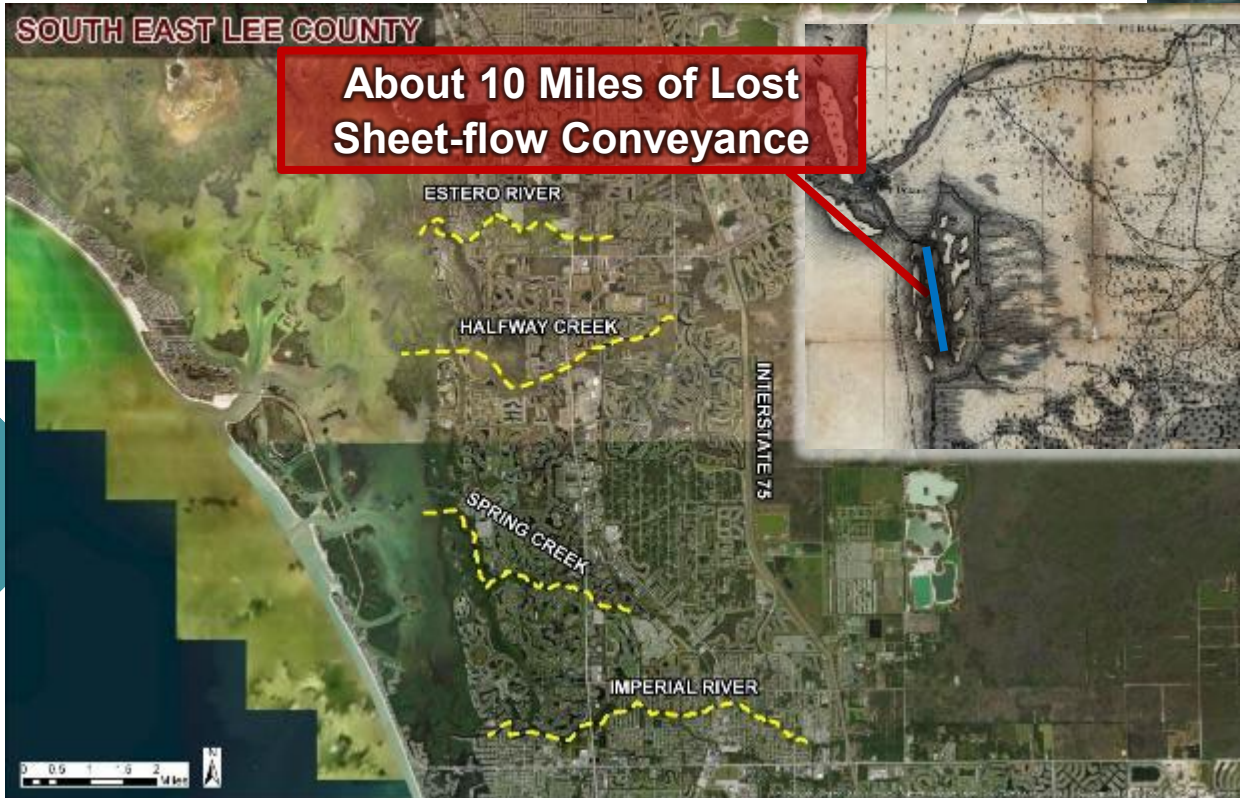 SOUTH EAST LEE COUNTY
About 10 Miles of Lost
Sheet-flow Conveyance
ESTERO RIVER
HALFWAY CREEK
INTERSTATE 75
SPRING CREEK
IMPERIAL RIVER
0 0.5 1 1.5 2
Miles